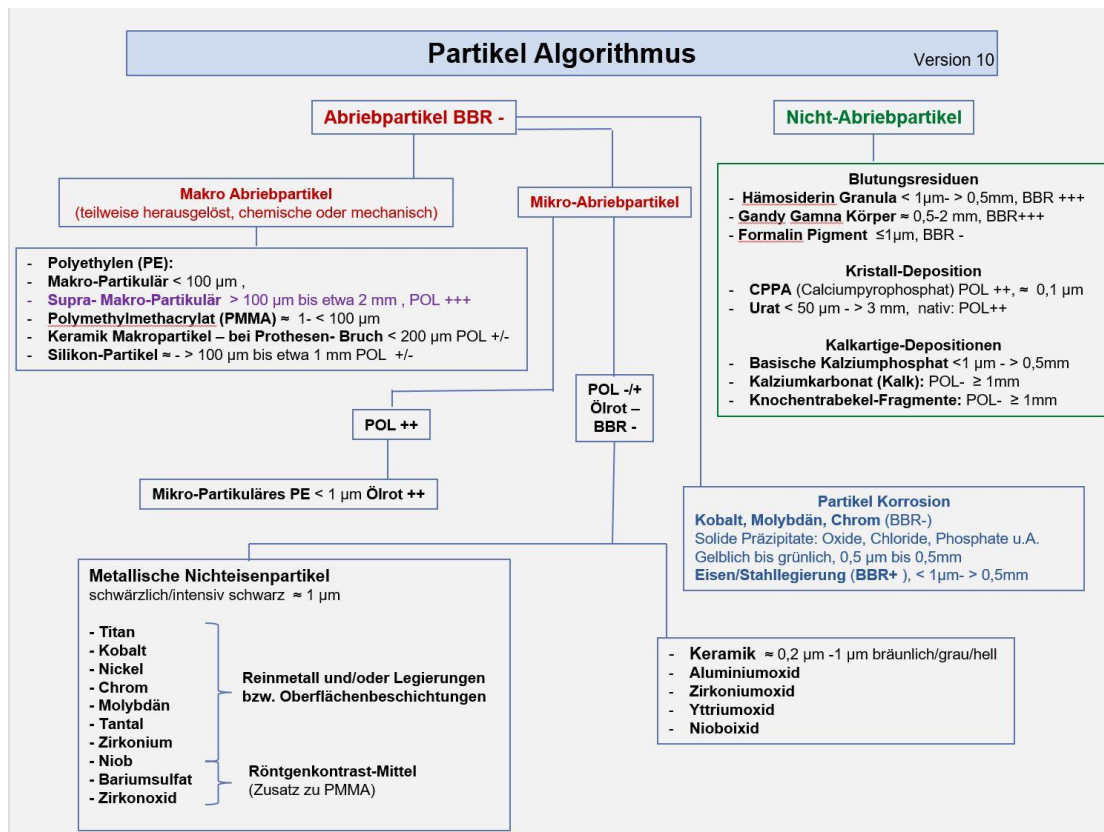 Partikel Algorithmus
Version 10
Abriebpartikel BBR -
Nicht-Abriebpartikel
Makro Abriebpartikel
(teilweise herausgelöst, chemische oder mechanisch)
Mikro-Abriebpartikel
- Polyethylen (PE):
- Makro-Partikulär < 100 µm ,
- Supra- Makro-Partikulär > 100 µm bis etwa 2 mm , POL +++
- Polymethylmethacrylat (PMMA) ≈ 1- < 100 µm
- Keramik Makropartikel – bei Prothesen- Bruch < 200 µm POL +/-
- Silikon-Partikel ≈ - > 100 µm bis etwa 1 mm POL +/-
Blutungsresiduen
- Hämosiderin Granula < 1µm- > 0,5mm, BBR +++
- Gandy Gamna Körper ≈ 0,5-2 mm, BBR+++
- Formalin Pigment ≤1µm, BBR -
Kristall-Deposition
- CPPA (Calciumpyrophosphat) POL ++, ≈ 0,1 µm
- Urat < 50 µm - > 3 mm, nativ: POL++
Kalkartige-Depositionen
- Basische Kalziumphosphat <1 µm - > 0,5mm
- Kalziumkarbonat (Kalk): POL- ≥ 1mm
- Knochentrabekel-Fragmente: POL- ≥ 1mm
POL ++
POL -/+
Ölrot –
BBR -
Mikro-Partikuläres PE < 1 µm Ölrot ++
Partikel Korrosion
Kobalt, Molybdän, Chrom (BBR-)
Solide Präzipitate: Oxide, Chloride, Phosphate u.A.
Gelblich bis grünlich, 0,5 µm bis 0,5mm
Eisen/Stahllegierung (BBR+ ), < 1µm- > 0,5mm
Metallische Nichteisenpartikel
schwärzlich/intensiv schwarz ≈ 1 µm
- Titan
- Kobalt
- Nickel
- Chrom
- Molybdän
- Tantal
- Zirkonium
- Niob
- Bariumsulfat
- Zirkonoxid
Reinmetall und/oder Legierungen
bzw. Oberflächenbeschichtungen
Röntgenkontrast-Mittel
(Zusatz zu PMMA)
- Keramik ≈ 0,2 µm -1 µm bräunlich/grau/hell
- Aluminiumoxid
- Zirkoniumoxid
- Yttriumoxid
- Nioboixid